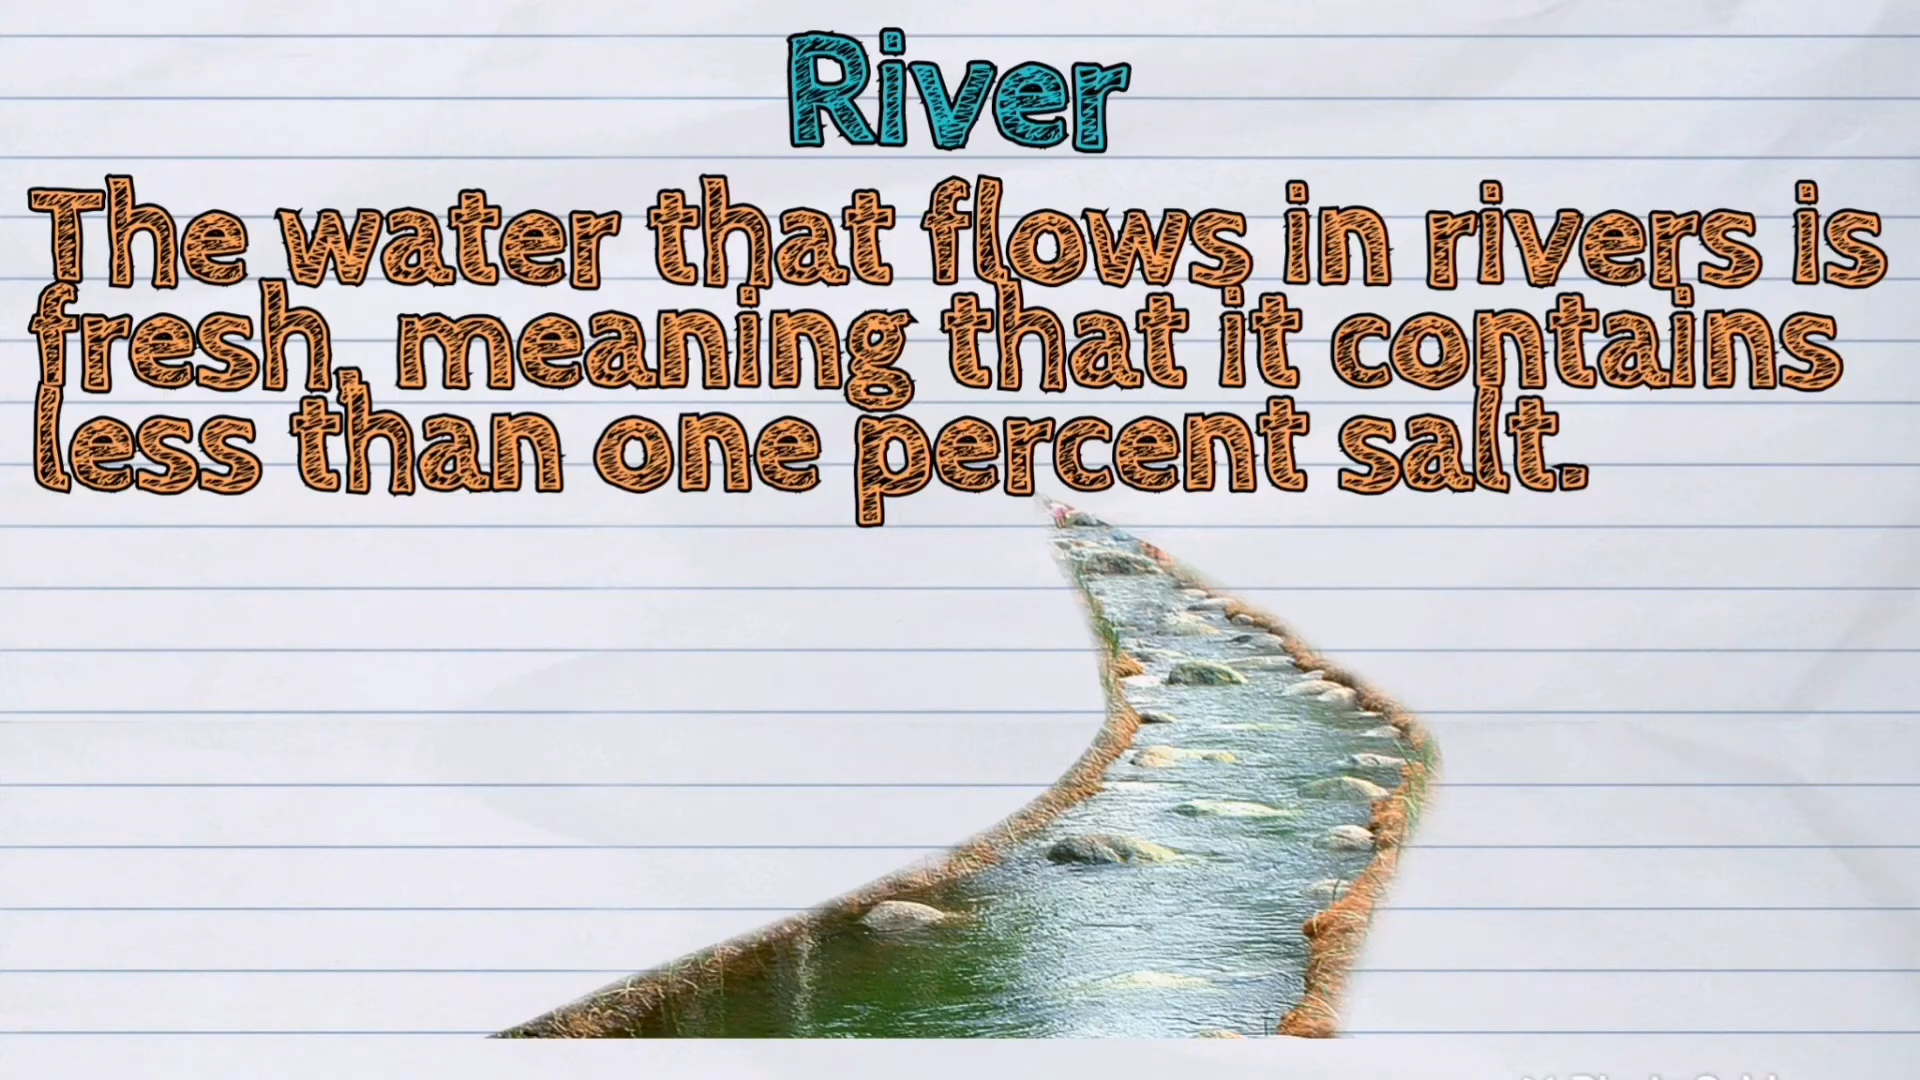 River
The water that flows in rivers is
fresh, meaning that it contains
less than one percent salt.